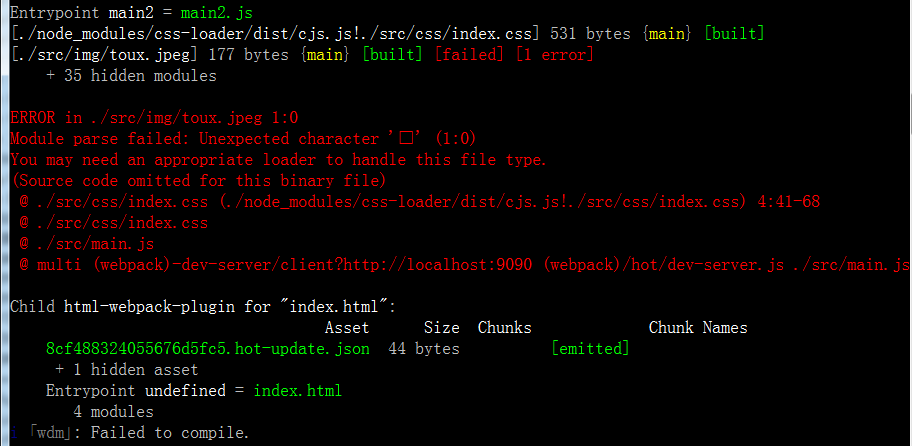 Entrypoint main2 = main2.js
[./node_modules/css-loader/dist/cjs.js!./src/css/index.css] 531 bytes {main} [built]
[./src/img/toux.jpeg] 177 bytes {main} [built] [failed] [1 error]
+ 35 hidden modules
ERROR in ./src/img/toux.jpeg 1:0
Module parse failed: Unexpected character '□' (1:0)
You may need an appropriate loader to handle this file type.
(Source code omitted for this binary file)
@ ./src/css/index.css (./node_modules/css-loader/dist/cjs.js!./src/css/index.css) 4:41-68
@ ./src/css/index.css
@ ./src/main.js
@ multi (webpack)-dev-server/client?http://localhost:9090 (webpack)/hot/dev-server.js ./src/main.js
Child html-webpack-plugin for "index.html":
Asset Size Chunks Chunk Names
8cf488324055676d5fc5.hot-update.json 44 bytes [emitted]
+ 1 hidden asset
Entrypoint undefined = index.html
4 modules
「wdm」: Failed to compile.